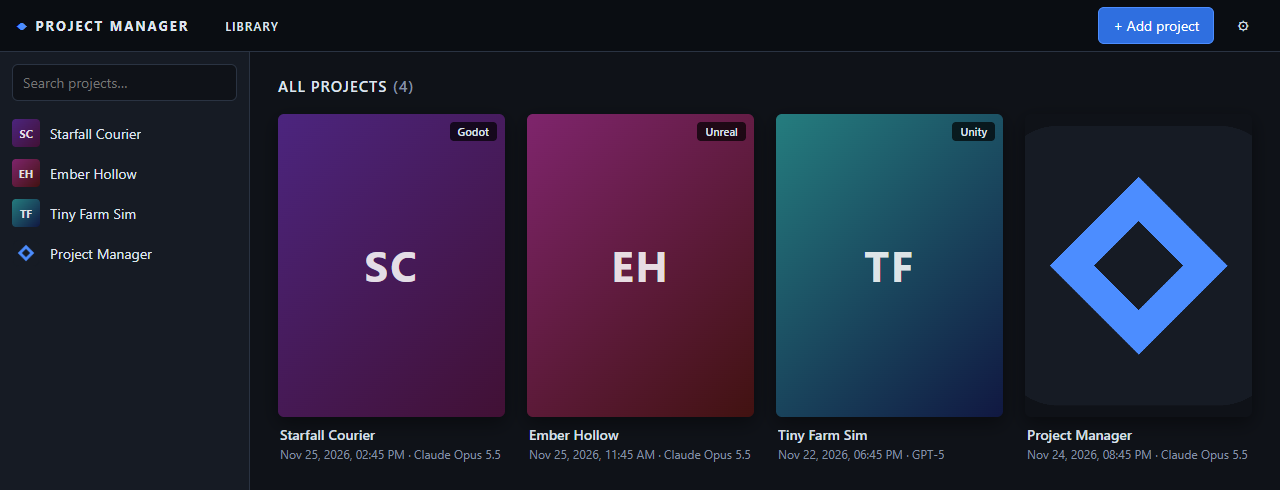 PROJECT MANAGER
LIBRARY
+ Add project
Search projects...
SC Starfall Courier
EH Ember Hollow
TF Tiny Farm Sim
Project Manager
ALL PROJECTS (4)
Godot
SC
Starfall Courier
Nov 25, 2026, 02:45 PM · Claude Opus 5.5
Unreal
EH
Ember Hollow
Nov 25, 2026, 11:45 AM · Claude Opus 5.5
Unity
TF
Tiny Farm Sim
Nov 22, 2026, 06:45 PM · GPT-5
Project Manager
Nov 24, 2026, 08:45 PM · Claude Opus 5.5